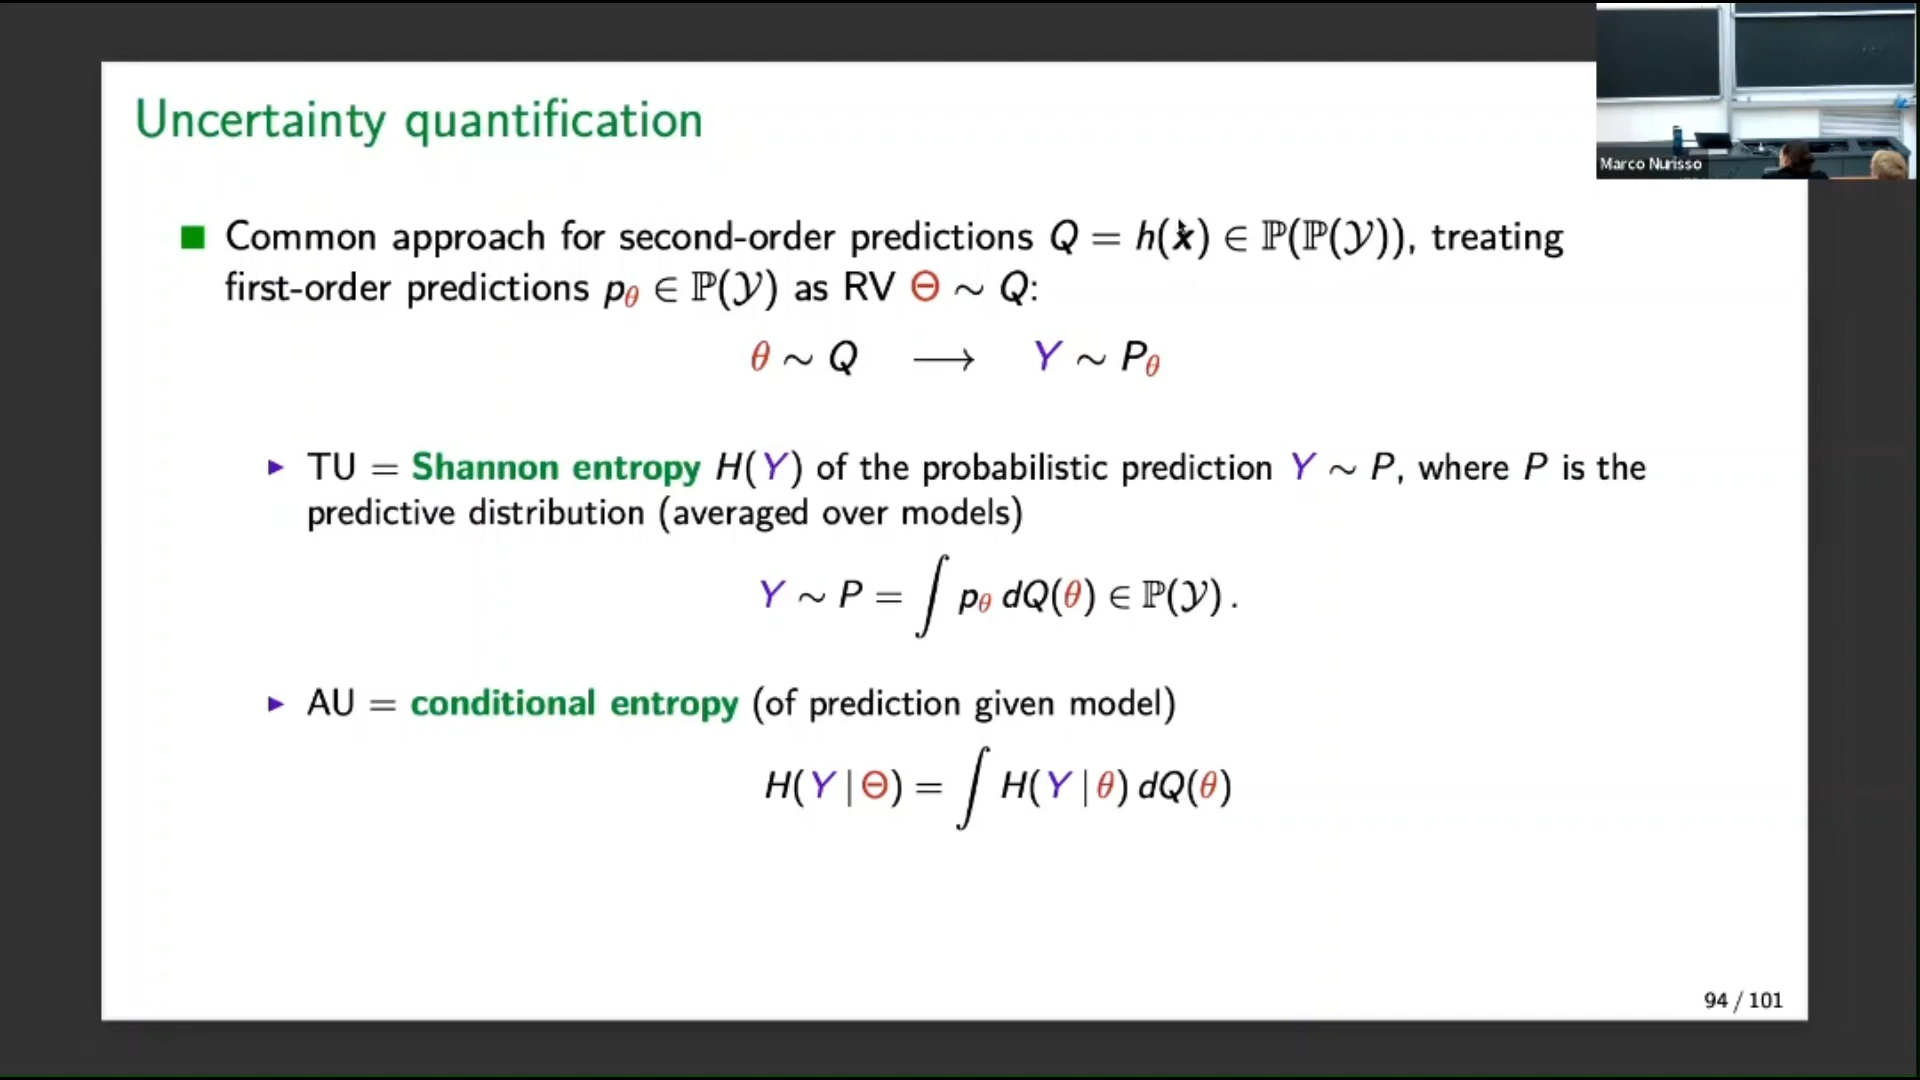 Uncertainty quantification
Marco Nurisso
■ Common approach for second-order predictions Q = h(x) ∈ ℙ(ℙ(𝒴)), treating
first-order predictions p_θ ∈ ℙ(𝒴) as RV Θ ∼ Q:
θ ∼ Q ⟶ Y ∼ P_θ
▶ TU = Shannon entropy H(Y) of the probabilistic prediction Y ∼ P, where P is the
predictive distribution (averaged over models)
Y ∼ P = ∫ p_θ dQ(θ) ∈ ℙ(𝒴) .
▶ AU = conditional entropy (of prediction given model)
H(Y | Θ) = ∫ H(Y | θ) dQ(θ)
94 / 101